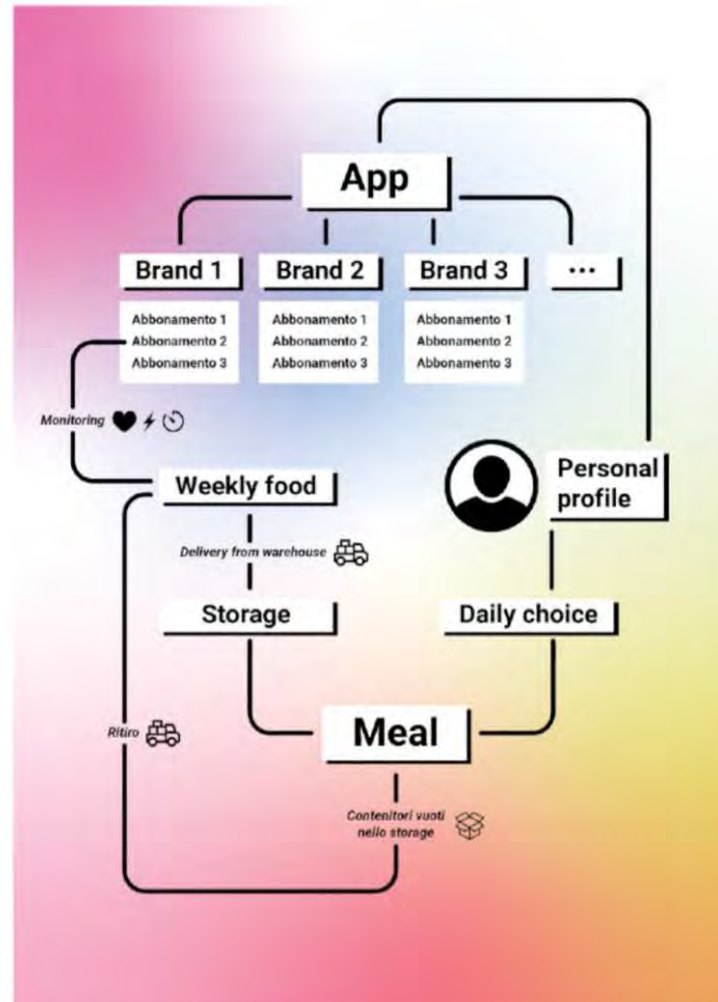 App
Brand 1
Brand 2
Brand 3
...
Abbonamento 1
Abbonamento 2
Abbonamento 3
Abbonamento 1
Abbonamento 2
Abbonamento 3
Abbonamento 1
Abbonamento 2
Abbonamento 3
Monitoring
Weekly food
Personal
profile
Delivery from warehouse
Storage
Daily choice
Ritiro
Meal
Contenitori vuoti
nello storage